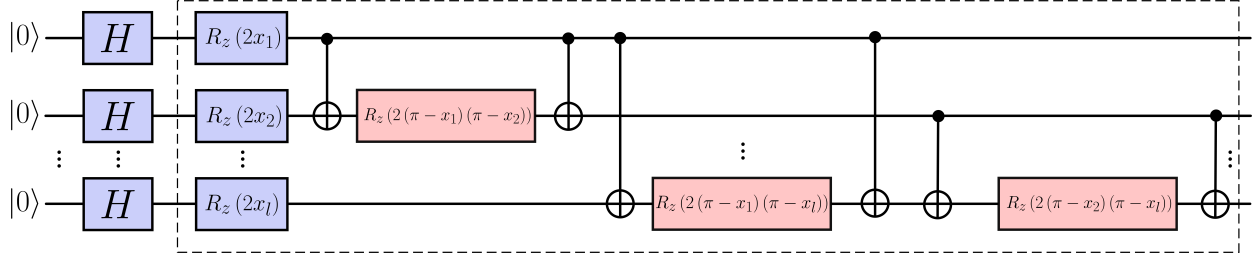 |0⟩ H R_z (2x_1)
|0⟩ H R_z (2x_2) R_z (2 (π − x_1) (π − x_2))
⋮ ⋮ ⋮ ⋮ ⋮
|0⟩ H R_z (2x_l) R_z (2 (π − x_1) (π − x_l)) R_z (2 (π − x_2) (π − x_l))